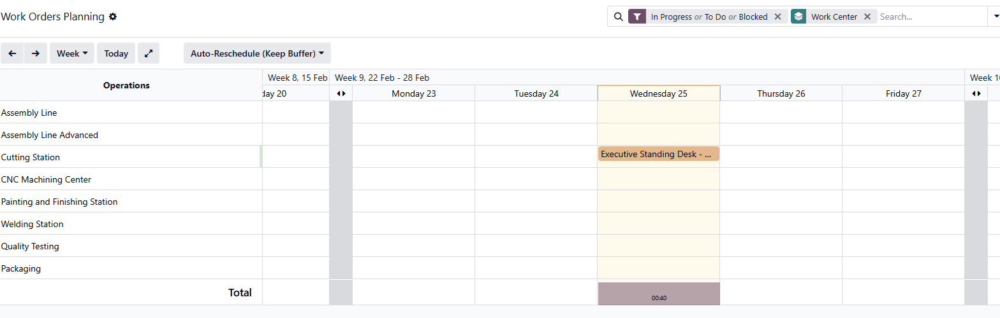 Work Orders Planning
In Progress or To Do or Blocked
Work Center
Search...
Week
Today
Auto-Reschedule (Keep Buffer)
Operations
Week 8, 15 Feb
Week 9, 22 Feb - 28 Feb
Week 1
day 20
Monday 23
Tuesday 24
Wednesday 25
Thursday 26
Friday 27
Assembly Line
Assembly Line Advanced
Cutting Station
Executive Standing Desk - ...
CNC Machining Center
Painting and Finishing Station
Welding Station
Quality Testing
Packaging
Total
00:40